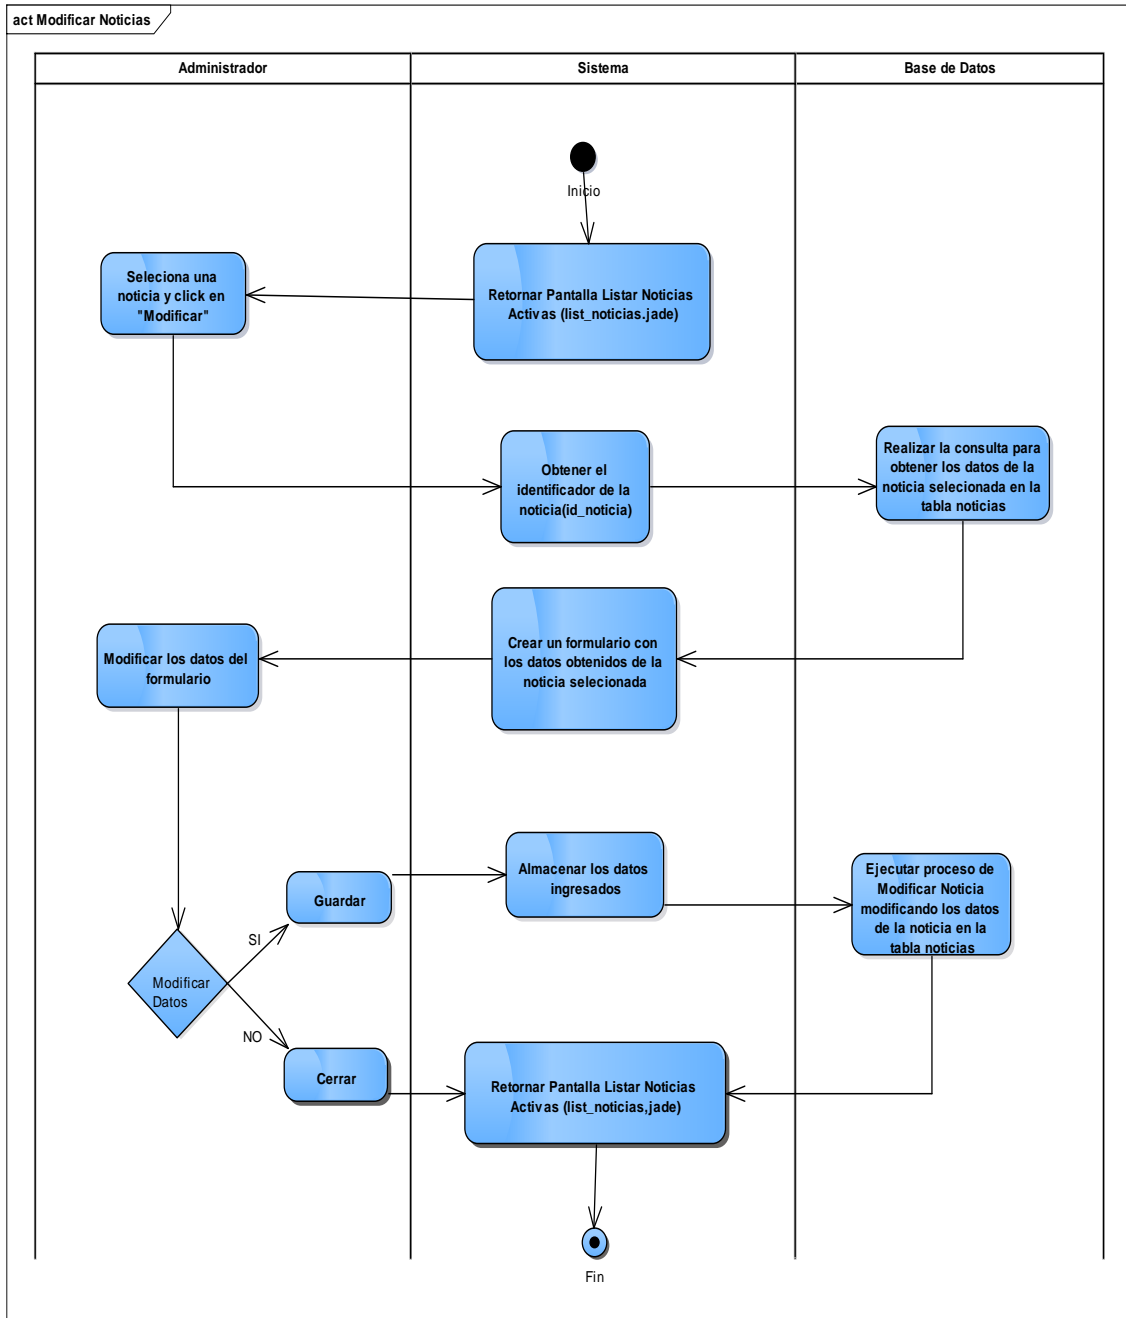 act Modificar Noticias
Administrador
Sistema
Base de Datos
Inicio
Seleciona una
noticia y click en
"Modificar"
Retornar Pantalla Listar Noticias
Activas (list_noticias.jade)
Obtener el
identificador de la
noticia(id_noticia)
Realizar la consulta para
obtener los datos de la
noticia selecionada en la
tabla noticias
Modificar los datos del
formulario
Crear un formulario con
los datos obtenidos de la
noticia selecionada
Guardar
Almacenar los datos
ingresados
Ejecutar proceso de
Modificar Noticia
modificando los datos
de la noticia en la
tabla noticias
SI
Modificar
Datos
NO
Cerrar
Retornar Pantalla Listar Noticias
Activas (list_noticias,jade)
Fin